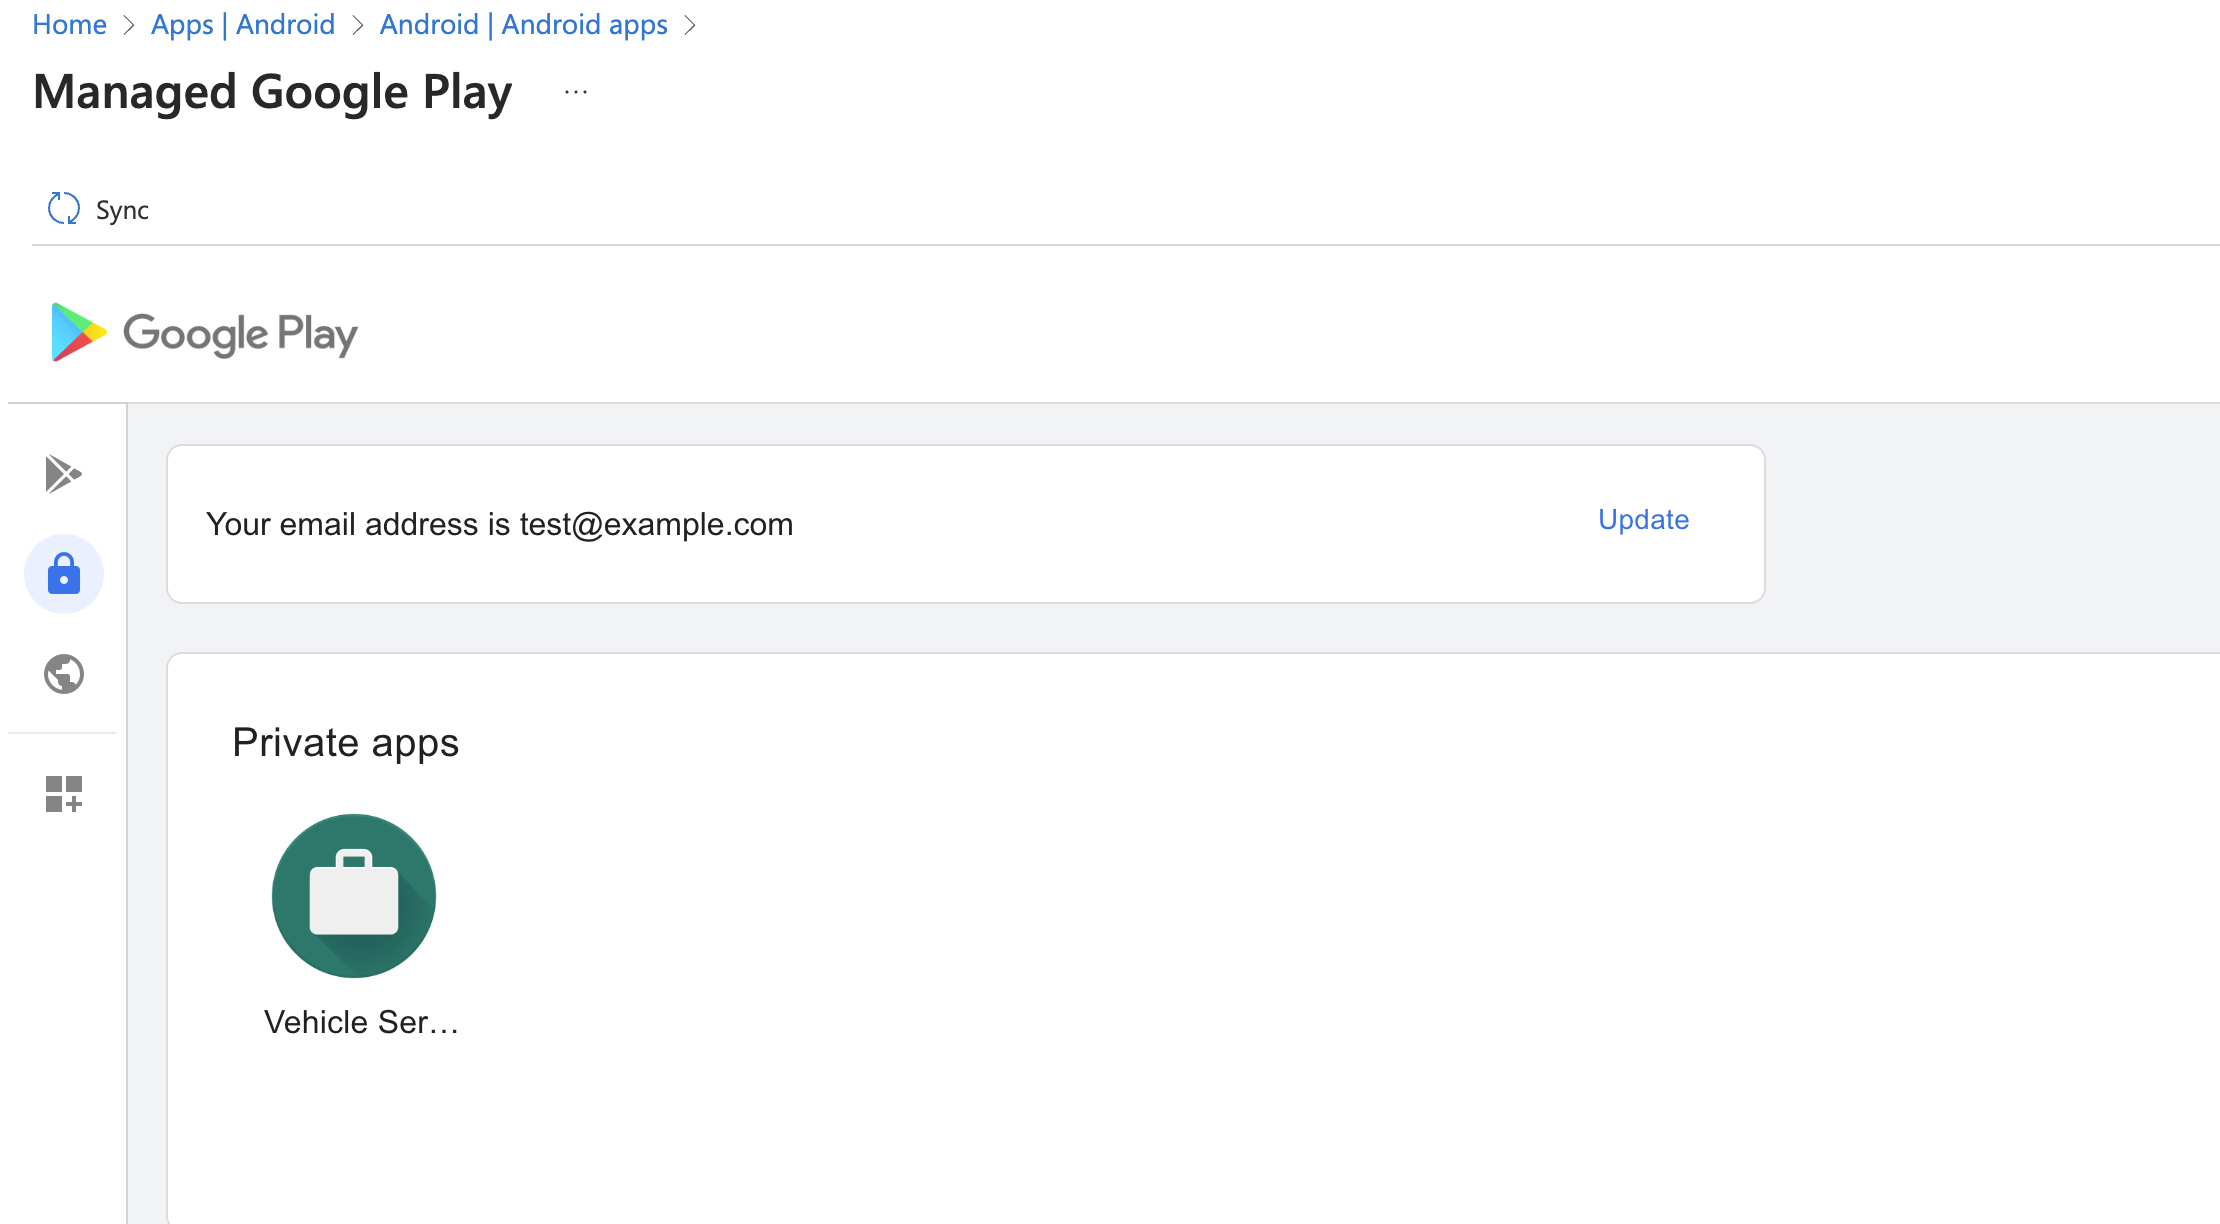 Home > Apps | Android > Android | Android apps >
Managed Google Play ...
Sync
Google Play
Your email address is test@example.com
Update
Private apps
Vehicle Ser...